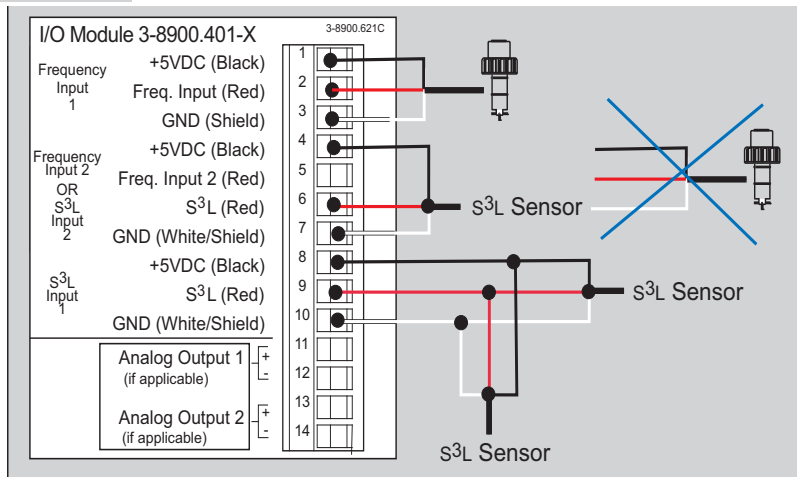 I/O Module 3-8900.401-X
3-8900.621C
Frequency
Input
1
+5VDC (Black)
1
Freq. Input (Red)
2
GND (Shield)
3
Frequency
Input 2
OR
S3L
Input
2
+5VDC (Black)
4
Freq. Input 2 (Red)
5
S3L (Red)
6
GND (White/Shield)
7
S3L Sensor
S3L
Input
1
+5VDC (Black)
8
S3L (Red)
9
GND (White/Shield)
10
S3L Sensor
Analog Output 1
(if applicable)
+
-
11
12
Analog Output 2
(if applicable)
+
-
13
14
S3L Sensor